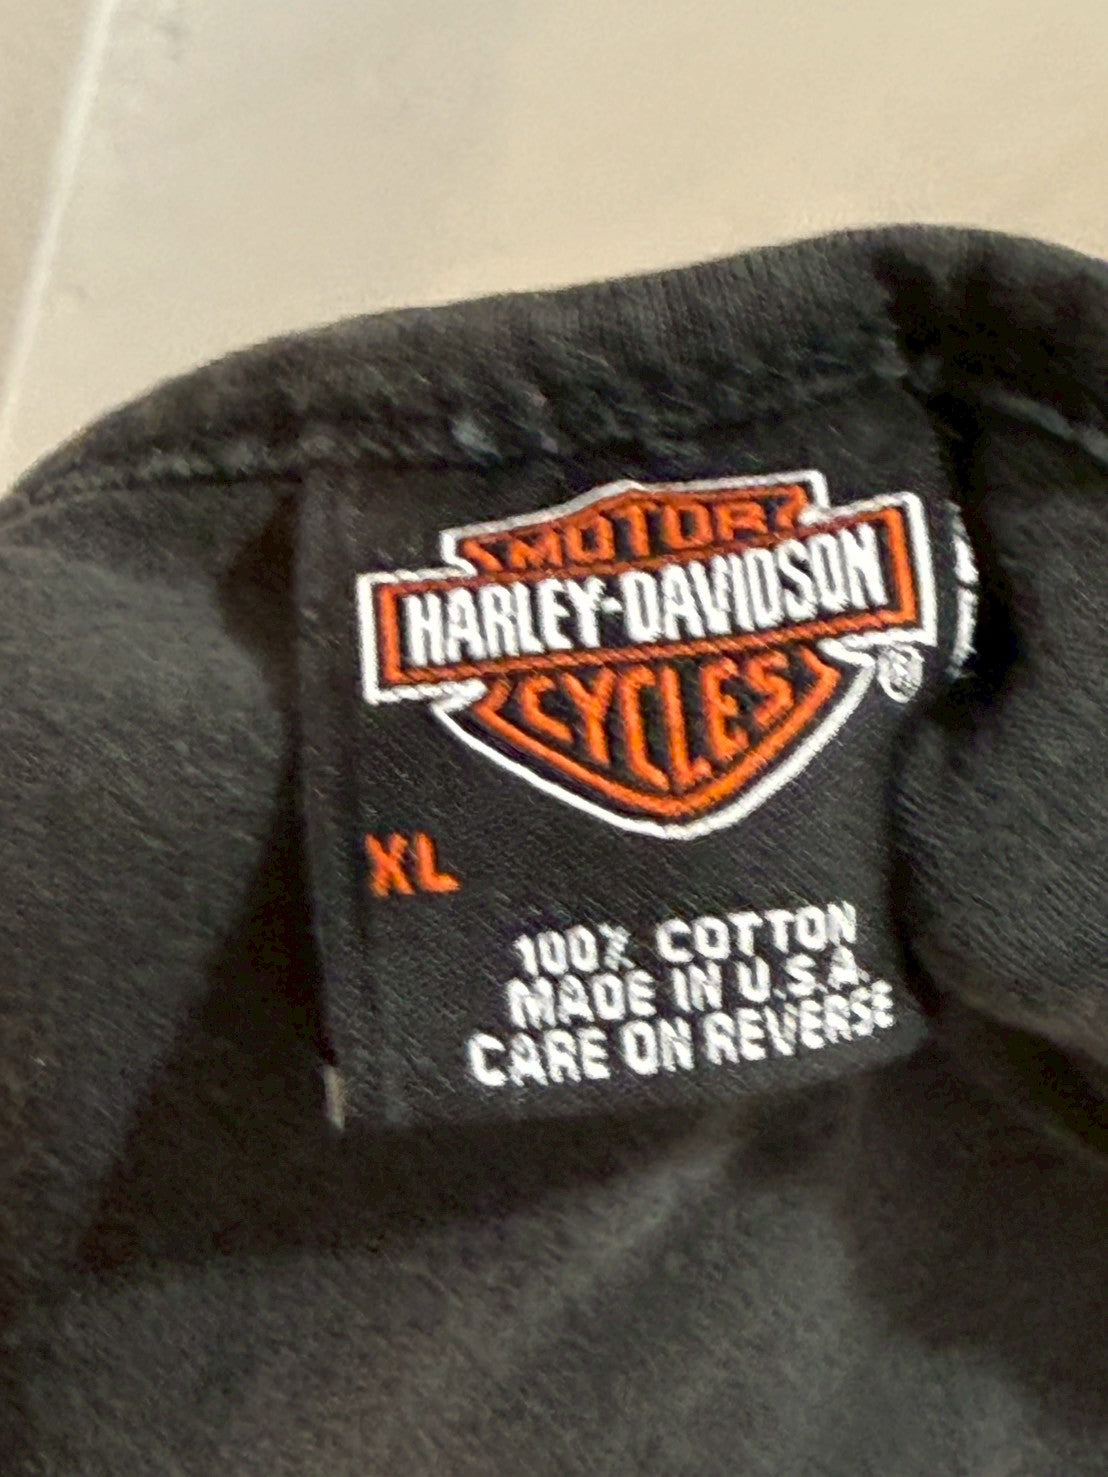 MOTOR
HARLEY-DAVIDSON
CYCLES
®
XL
100% COTTON
MADE IN U.S.A.
CARE ON REVERSE